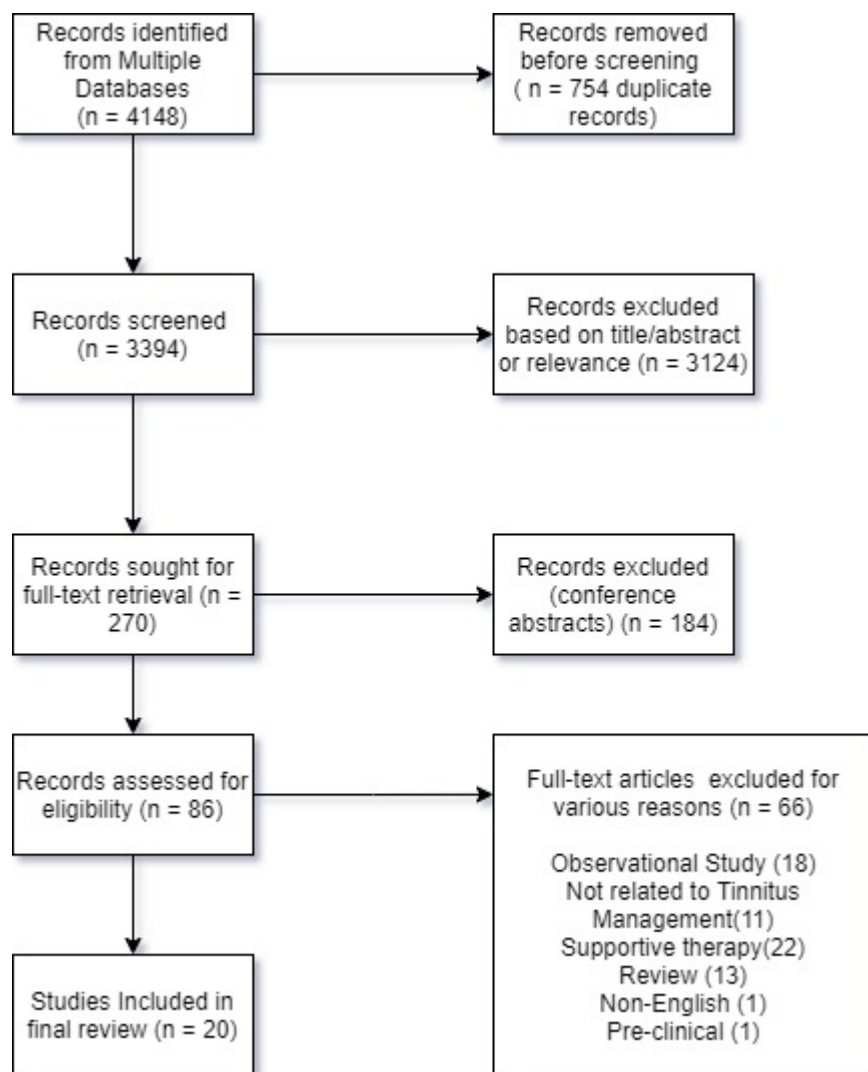 Records identified
from Multiple
Databases
(n = 4148)
Records removed
before screening
( n = 754 duplicate
records)
Records screened
(n = 3394)
Records excluded
based on title/abstract
or relevance (n = 3124)
Records sought for
full-text retrieval (n =
270)
Records excluded
(conference
abstracts) (n = 184)
Records assessed for
eligibility (n = 86)
Full-text articles excluded for
various reasons (n = 66)
Observational Study (18)
Not related to Tinnitus
Management(11)
Supportive therapy(22)
Review (13)
Non-English (1)
Pre-clinical (1)
Studies Included in
final review (n = 20)